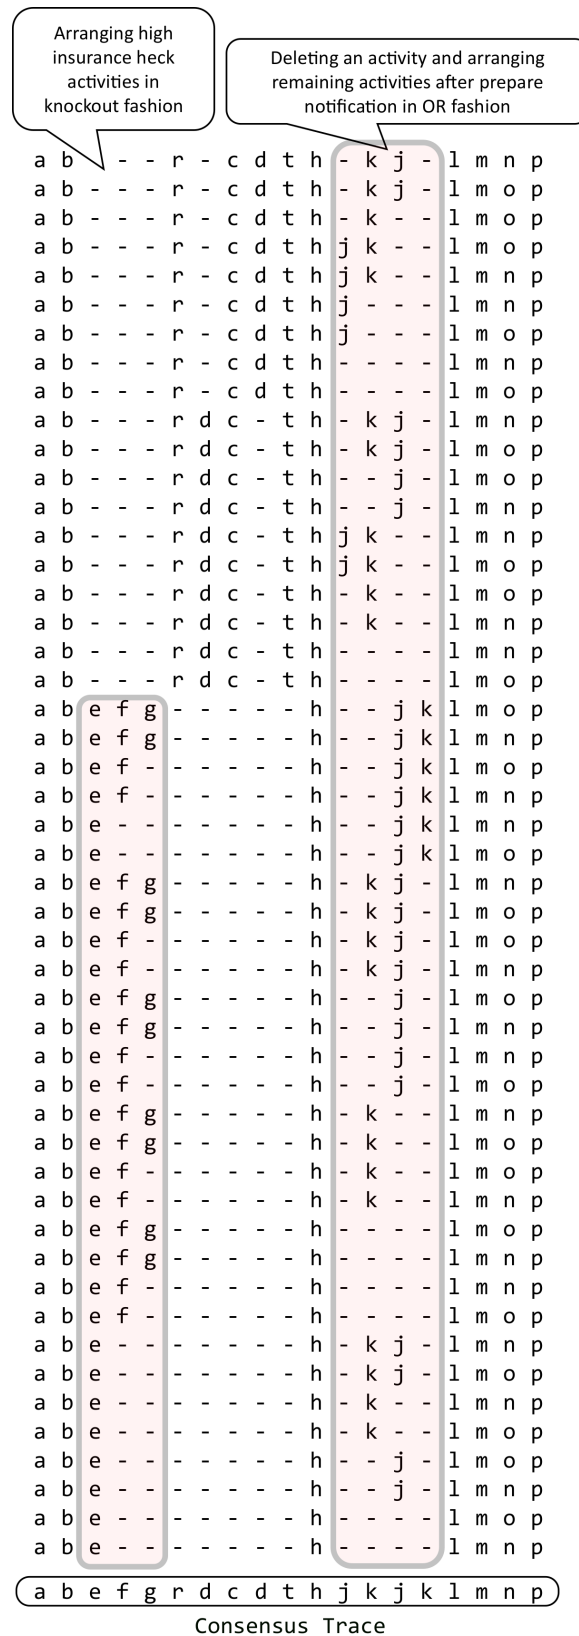 Arranging high
insurance heck
activities in
knockout fashion
Deleting an activity and arranging
remaining activities after prepare
notification in OR fashion
a b - - - r - c d t h - k j - l m n p
a b - - - r - c d t h - k j - l m o p
a b - - - r - c d t h - k - - l m o p
a b - - - r - c d t h j k - - l m o p
a b - - - r - c d t h j k - - l m n p
a b - - - r - c d t h j - - - l m n p
a b - - - r - c d t h j - - - l m o p
a b - - - r - c d t h - - - - l m n p
a b - - - r - c d t h - - - - l m o p
a b - - - r d c - t h - k j - l m n p
a b - - - r d c - t h - k j - l m o p
a b - - - r d c - t h - - j - l m o p
a b - - - r d c - t h - - j - l m n p
a b - - - r d c - t h j k - - l m n p
a b - - - r d c - t h j k - - l m o p
a b - - - r d c - t h - k - - l m o p
a b - - - r d c - t h - k - - l m n p
a b - - - r d c - t h - - - - l m n p
a b - - - r d c - t h - - - - l m o p
a b e f g - - - - - h - - j k l m o p
a b e f g - - - - - h - - j k l m n p
a b e f - - - - - - h - - j k l m o p
a b e f - - - - - - h - - j k l m n p
a b e - - - - - - - h - - j k l m n p
a b e - - - - - - - h - - j k l m o p
a b e f g - - - - - h - k j - l m n p
a b e f g - - - - - h - k j - l m o p
a b e f - - - - - - h - k j - l m o p
a b e f - - - - - - h - k j - l m n p
a b e f g - - - - - h - - j - l m o p
a b e f g - - - - - h - - j - l m n p
a b e f - - - - - - h - - j - l m n p
a b e f - - - - - - h - - j - l m o p
a b e f g - - - - - h - k - - l m n p
a b e f g - - - - - h - k - - l m o p
a b e f - - - - - - h - k - - l m o p
a b e f - - - - - - h - k - - l m n p
a b e f g - - - - - h - - - - l m o p
a b e f g - - - - - h - - - - l m n p
a b e f - - - - - - h - - - - l m n p
a b e f - - - - - - h - - - - l m o p
a b e - - - - - - - h - k j - l m n p
a b e - - - - - - - h - k j - l m o p
a b e - - - - - - - h - k - - l m n p
a b e - - - - - - - h - k - - l m o p
a b e - - - - - - - h - - j - l m o p
a b e - - - - - - - h - - j - l m n p
a b e - - - - - - - h - - - - l m o p
a b e - - - - - - - h - - - - l m n p
a b e f g r d c d t h j k j k l m n p
Consensus Trace